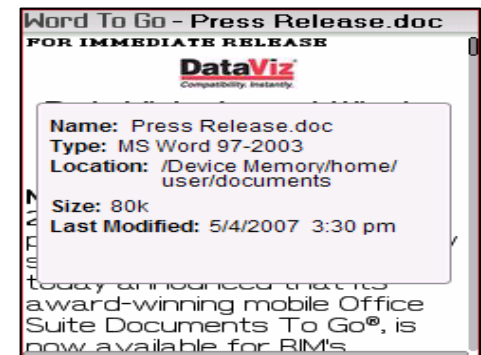 Word To Go - Press Release.doc
FOR IMMEDIATE RELEASE
DataViz
Compatibility. Instantly.
Name: Press Release.doc
Type: MS Word 97-2003
Location: /Device Memory/home/
user/documents
Size: 80k
Last Modified: 5/4/2007 3:30 pm
today announced that its
award-winning mobile Office
Suite Documents To Go®, is
now available for RIM's